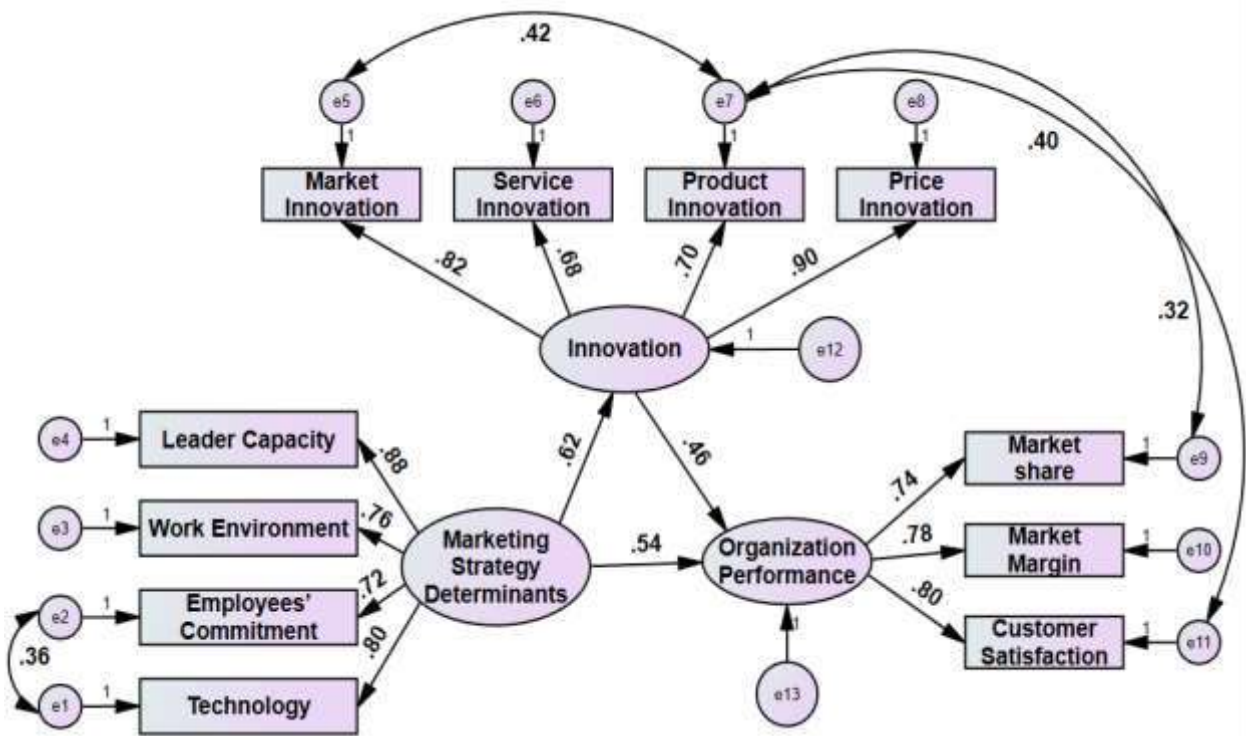 .42
e5
e6
e7
e8
1
1
1
1
.40
Market
Innovation
Service
Innovation
Product
Innovation
Price
Innovation
.82
.68
.70
.90
.32
Innovation
1
e12
e4
1
Leader Capacity
.88
.62
.46
.74
Market
share
1
e9
e3
1
Work Environment
.76
Marketing
Strategy
Determinants
.54
Organization
Performance
.78
Market
Margin
1
e10
e2
1
Employees'
Commitment
.72
.80
Customer
Satisfaction
1
e11
.36
.80
1
e13
e1
1
Technology